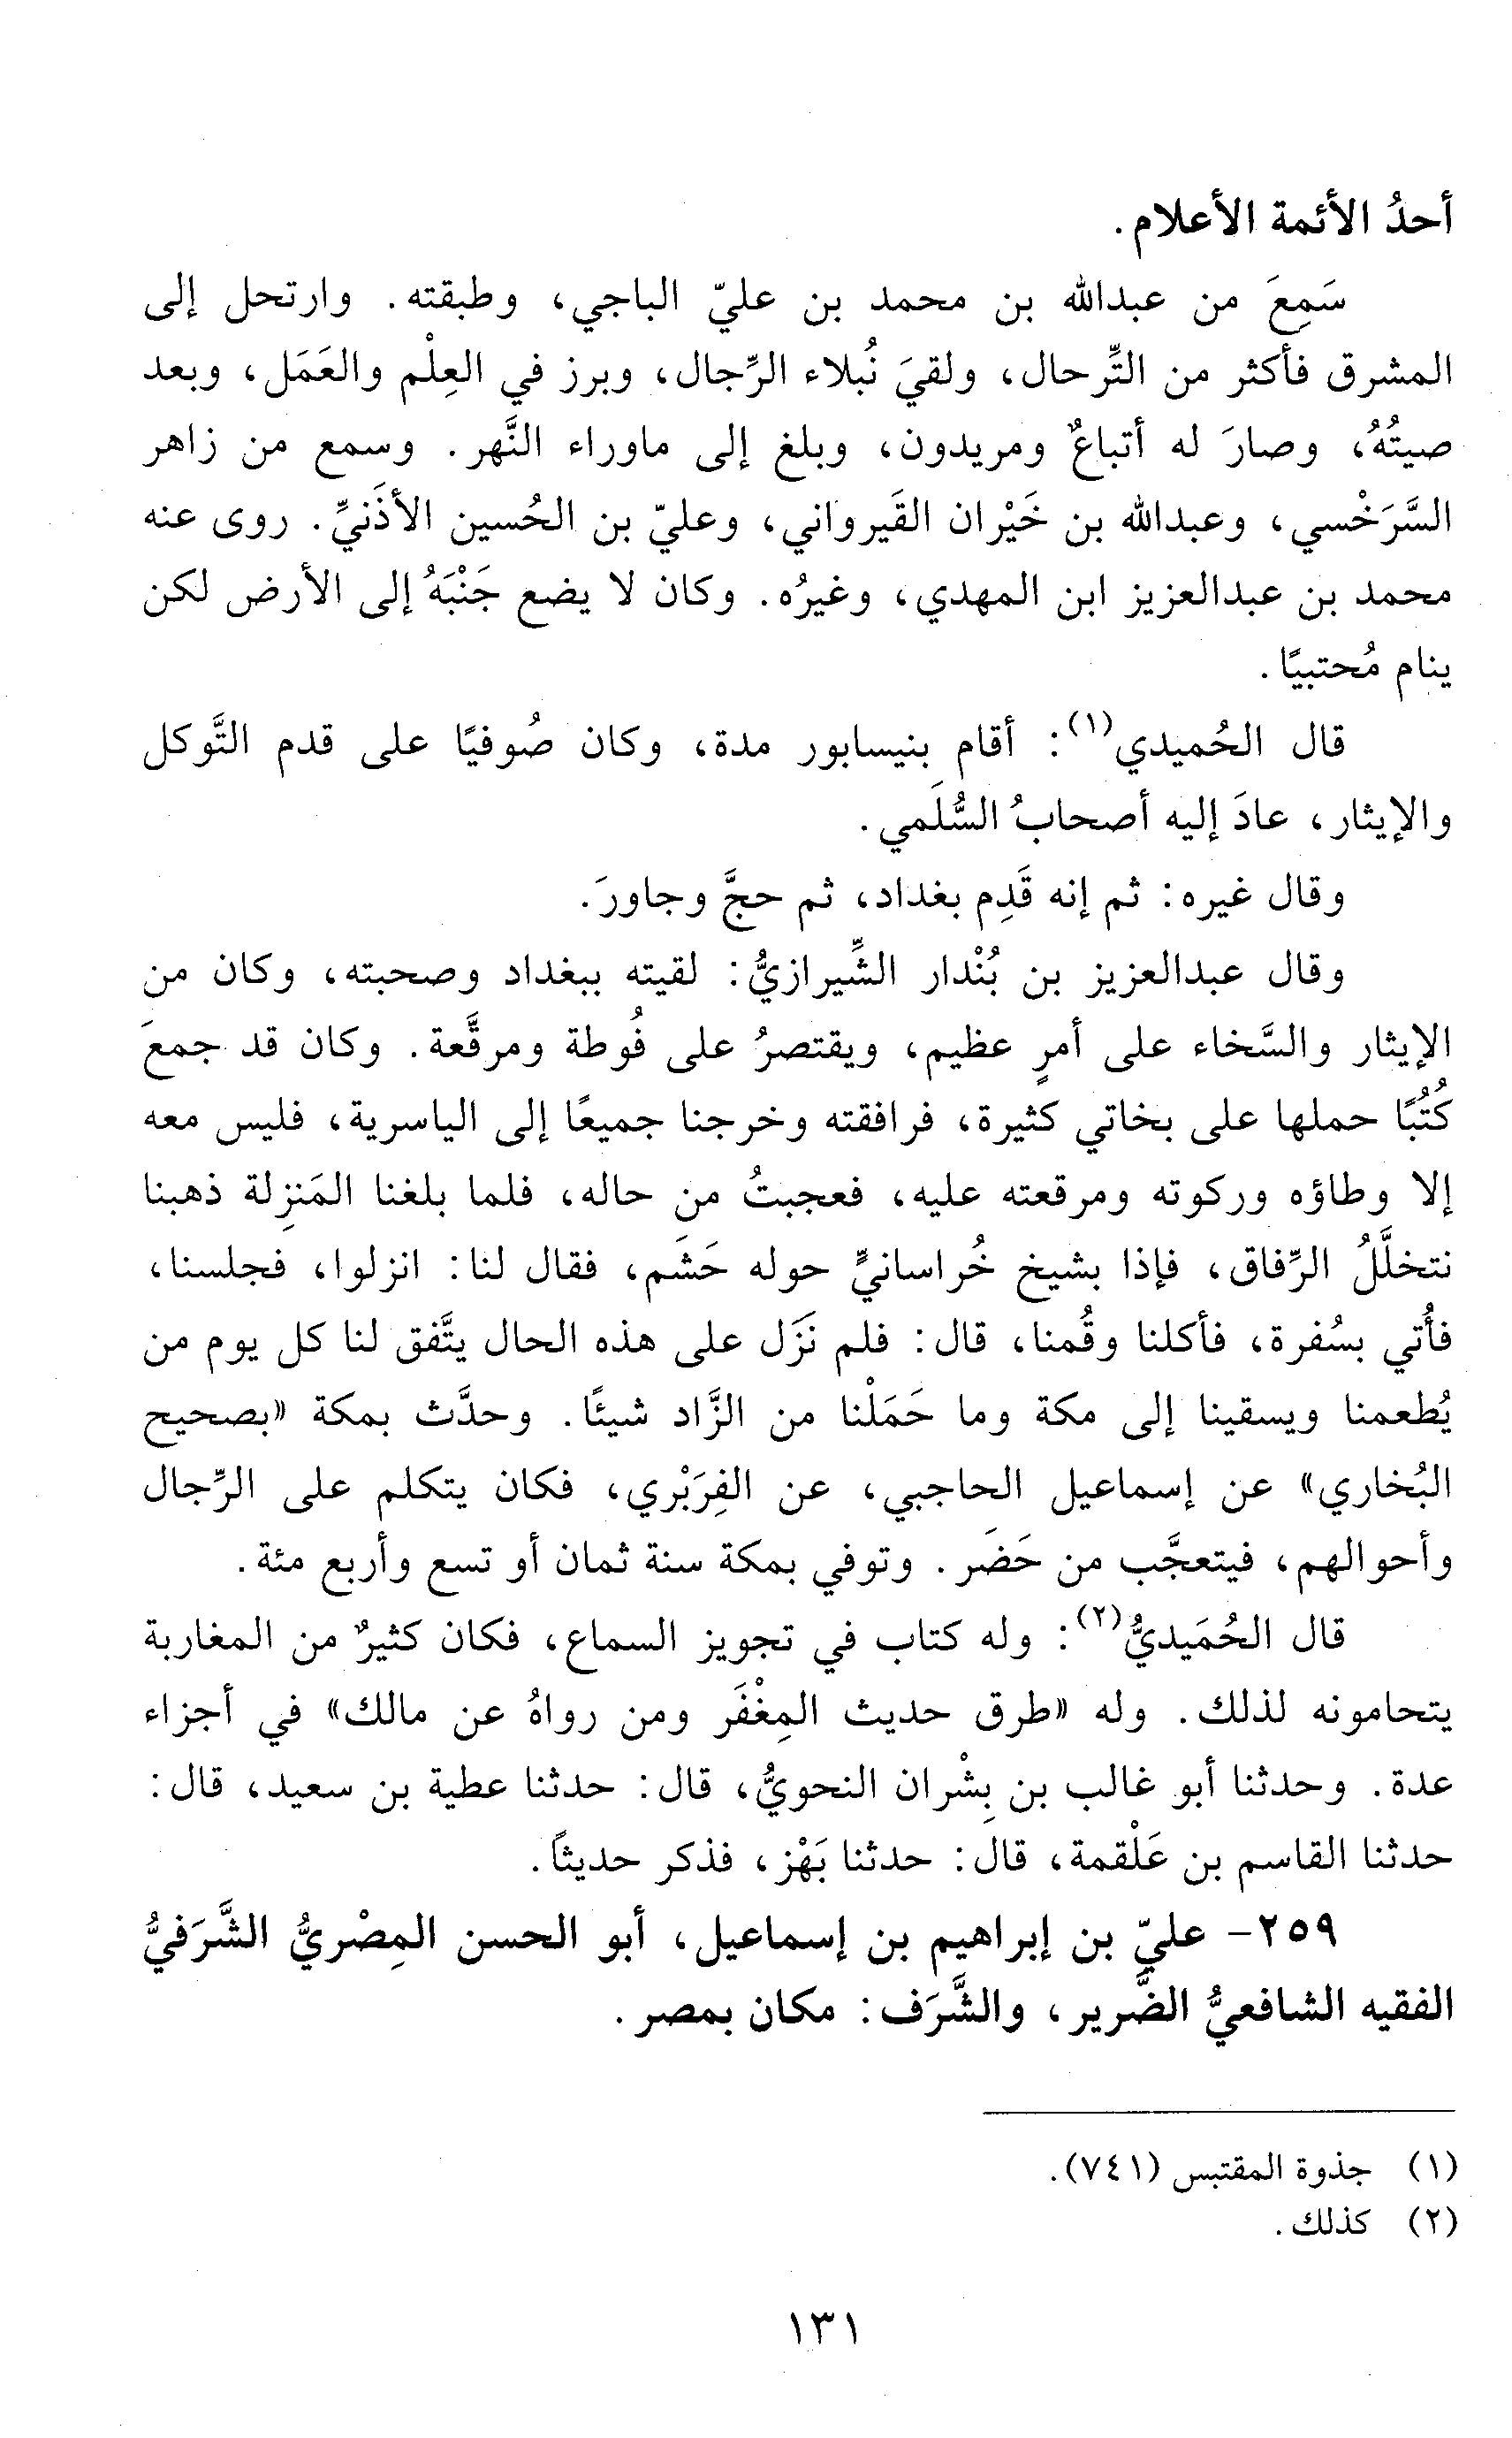 أحدُ الأئمة الأعلام.
سَمِعَ من عبدالله بن محمد بن عليّ الباجي، وطبقته. وارتحل إلى
المشرق فأكثر من التِّرحال، ولقيَ نُبلاء الرِّجال، وبرز في العِلْم والعَمَل، وبعد
صيتُهُ، وصارَ له أتباعٌ ومريدون، وبلغ إلى ماوراء النَّهر. وسمع من زاهر
السَّرَخْسي، وعبدالله بن خَيْران القَيرواني، وعليّ بن الحُسين الأذَنيِّ. روى عنه
محمد بن عبدالعزيز ابن المهدي، وغيرُه. وكان لا يضع جَنْبَهُ إلى الأرض لكن
ينام مُحتبيًا.
قال الحُميدي(١): أقام بنيسابور مدة، وكان صُوفيًا على قدم التَّوكل
والإيثار، عادَ إليه أصحابُ السُّلَمي.
وقال غيره: ثم إنه قَدِم بغداد، ثم حجَّ وجاورَ.
وقال عبدالعزيز بن بُنْدار الشِّيرازيُّ: لقيته ببغداد وصحبته، وكان من
الإيثار والسَّخاء على أمرٍ عظيم، ويقتصرُ على فُوطة ومرقَّعة. وكان قد جمعَ
كُتُبًا حملها على بخاتي كثيرة، فرافقته وخرجنا جميعًا إلى الياسرية، فليس معه
إلا وطاؤه وركوته ومرقعته عليه، فعجبتُ من حاله، فلما بلغنا المَنزِلة ذهبنا
نتخلَّلُ الرِّفاق، فإذا بشيخ خُراسانيٍّ حوله حَشَم، فقال لنا: انزلوا، فجلسنا،
فأُتي بسُفرة، فأكلنا وقُمنا، قال: فلم نَزَل على هذه الحال يتَّفق لنا كل يوم من
يُطعمنا ويسقينا إلى مكة وما حَمَلْنا من الزَّاد شيئًا. وحدَّث بمكة «بصحيح
البُخاري» عن إسماعيل الحاجبي، عن الفِرَبْري، فكان يتكلم على الرِّجال
وأحوالهم، فيتعجَّب من حَضَر. وتوفي بمكة سنة ثمان أو تسع وأربع مئة.
قال الحُمَيديُّ(٢): وله كتاب في تجويز السماع، فكان كثيرٌ من المغاربة
يتحامونه لذلك. وله «طرق حديث المِغْفَر ومن رواهُ عن مالك» في أجزاء
عدة. وحدثنا أبو غالب بن بِشْران النحويُّ، قال: حدثنا عطية بن سعيد، قال:
حدثنا القاسم بن عَلْقمة، قال: حدثنا بَهْز، فذكر حديثاً.
٢٥٩- عليّ بن إبراهيم بن إسماعيل، أبو الحسن المِصْريُّ الشَّرَفيُّ
الفقيه الشافعيُّ الضَّرير، والشَّرَف: مكان بمصر.
(١) جذوة المقتبس (٧٤١).
(٢) كذلك.
١٣١